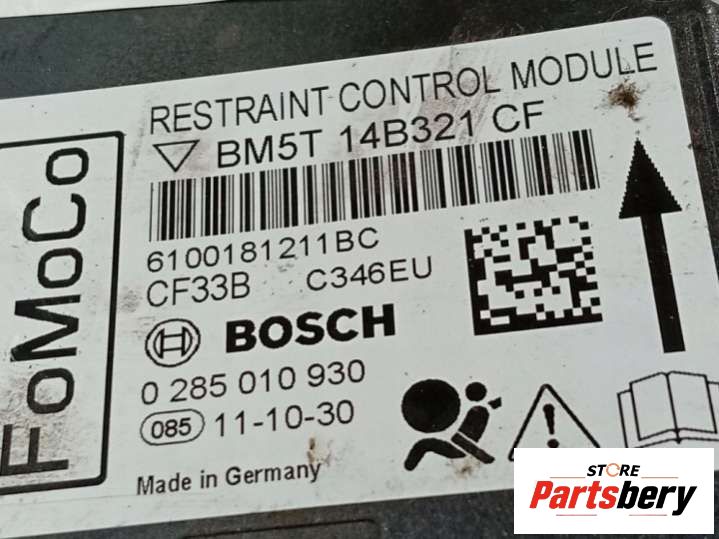 RESTRAINT CONTROL MODULE
BM5T 14B321 CF
6100181211BC
CF33B C346EU
BOSCH
0 285 010 930
085 11-10-30
Made in Germany
FoMoCo
STORE
Partsbery